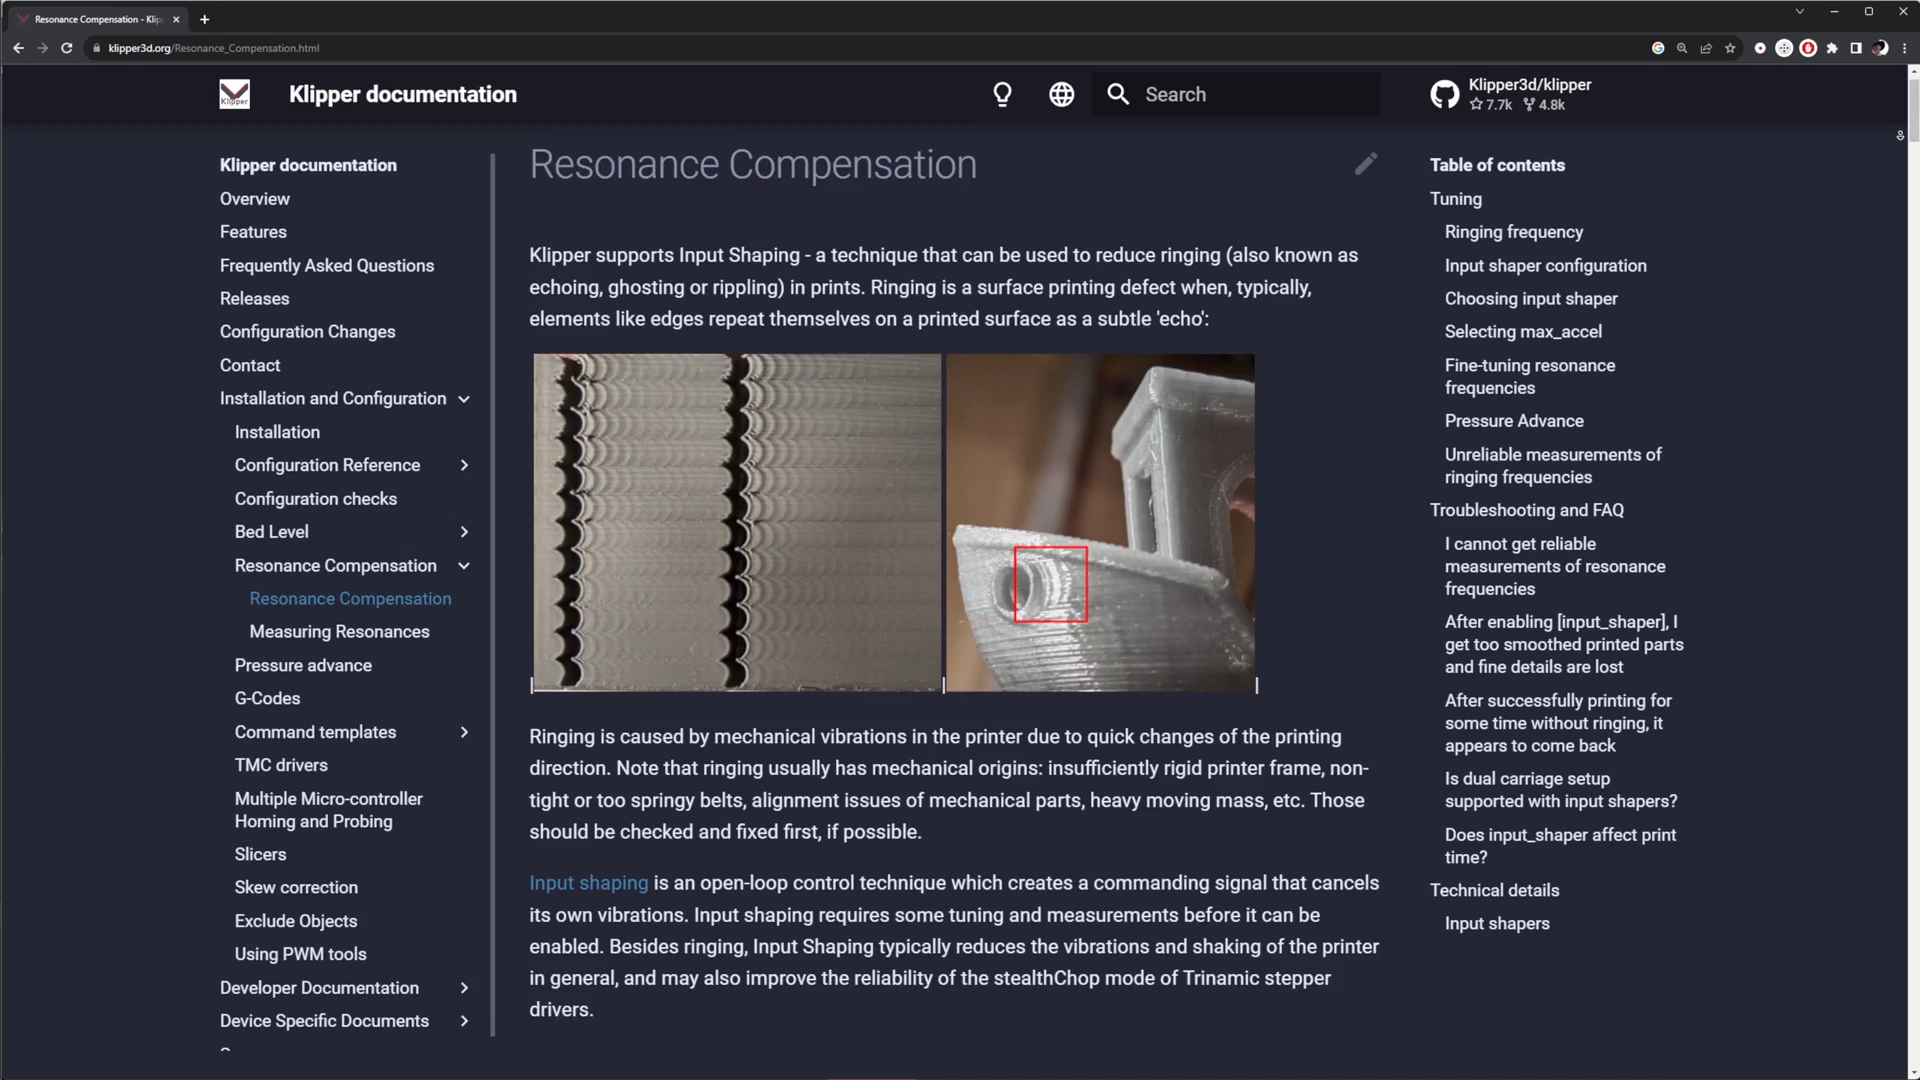 Resonance Compensation - Klip
klipper3d.org/Resonance_Compensation.html
Klipper
Klipper documentation
Search
Klipper3d/klipper
7.7k 4.8k
Klipper documentation
Overview
Features
Frequently Asked Questions
Releases
Configuration Changes
Contact
Installation and Configuration
Installation
Configuration Reference
Configuration checks
Bed Level
Resonance Compensation
Resonance Compensation
Measuring Resonances
Pressure advance
G-Codes
Command templates
TMC drivers
Multiple Micro-controller
Homing and Probing
Slicers
Skew correction
Exclude Objects
Using PWM tools
Developer Documentation
Device Specific Documents
Resonance Compensation
Klipper supports Input Shaping - a technique that can be used to reduce ringing (also known as
echoing, ghosting or rippling) in prints. Ringing is a surface printing defect when, typically,
elements like edges repeat themselves on a printed surface as a subtle 'echo':
Ringing is caused by mechanical vibrations in the printer due to quick changes of the printing
direction. Note that ringing usually has mechanical origins: insufficiently rigid printer frame, non-
tight or too springy belts, alignment issues of mechanical parts, heavy moving mass, etc. Those
should be checked and fixed first, if possible.
Input shaping is an open-loop control technique which creates a commanding signal that cancels
its own vibrations. Input shaping requires some tuning and measurements before it can be
enabled. Besides ringing, Input Shaping typically reduces the vibrations and shaking of the printer
in general, and may also improve the reliability of the stealthChop mode of Trinamic stepper
drivers.
Table of contents
Tuning
Ringing frequency
Input shaper configuration
Choosing input shaper
Selecting max_accel
Fine-tuning resonance
frequencies
Pressure Advance
Unreliable measurements of
ringing frequencies
Troubleshooting and FAQ
I cannot get reliable
measurements of resonance
frequencies
After enabling [input_shaper], I
get too smoothed printed parts
and fine details are lost
After successfully printing for
some time without ringing, it
appears to come back
Is dual carriage setup
supported with input shapers?
Does input_shaper affect print
time?
Technical details
Input shapers